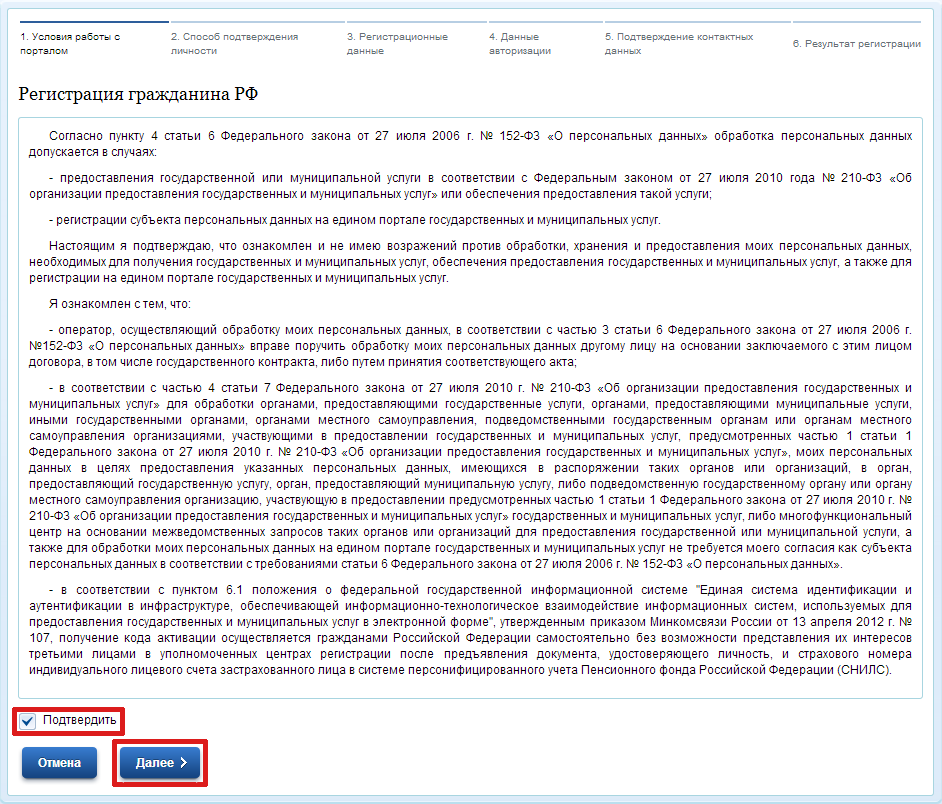 1. Условия работы с порталом
2. Способ подтверждения личности
3. Регистрационные данные
4. Данные авторизации
5. Подтверждение контактных данных
6. Результат регистрации
Регистрация гражданина РФ
Согласно пункту 4 статьи 6 Федерального закона от 27 июля 2006 г. № 152-ФЗ «О персональных данных» обработка персональных данных
допускается в случаях:
- предоставления государственной или муниципальной услуги в соответствии с Федеральным законом от 27 июля 2010 года № 210-ФЗ «Об
организации предоставления государственных и муниципальных услуг» или обеспечения предоставления такой услуги;
- регистрации субъекта персональных данных на едином портале государственных и муниципальных услуг.
Настоящим я подтверждаю, что ознакомлен и не имею возражений против обработки, хранения и предоставления моих персональных данных,
необходимых для получения государственных и муниципальных услуг, обеспечения предоставления государственных и муниципальных услуг, а также для
регистрации на едином портале государственных и муниципальных услуг.
Я ознакомлен с тем, что:
- оператор, осуществляющий обработку моих персональных данных, в соответствии с частью 3 статьи 6 Федерального закона от 27 июля 2006 г.
№152-ФЗ «О персональных данных» вправе поручить обработку моих персональных данных другому лицу на основании заключаемого с этим лицом
договора, в том числе государственного контракта, либо путем принятия соответствующего акта;
- в соответствии с частью 4 статьи 7 Федерального закона от 27 июля 2010 г. № 210-ФЗ «Об организации предоставления государственных и
муниципальных услуг» для обработки органами, предоставляющими государственные услуги, органами, предоставляющими муниципальные услуги,
иными государственными органами, органами местного самоуправления, подведомственными государственным органам или органам местного
самоуправления организациями, участвующими в предоставлении государственных и муниципальных услуг, предусмотренных частью 1 статьи 1
Федерального закона от 27 июля 2010 г. № 210-ФЗ «Об организации предоставления государственных и муниципальных услуг», моих персональных
данных в целях предоставления указанных персональных данных, имеющихся в распоряжении таких органов или организаций, в орган,
предоставляющий государственную услугу, орган, предоставляющий муниципальную услугу, либо подведомственную государственному органу или органу
местного самоуправления организацию, участвующую в предоставлении предусмотренных частью 1 статьи 1 Федерального закона от 27 июля 2010 г. №
210-ФЗ «Об организации предоставления государственных и муниципальных услуг» государственных и муниципальных услуг, либо многофункциональный
центр на основании межведомственных запросов таких органов или организаций для предоставления государственной или муниципальной услуги, а
также для обработки моих персональных данных на едином портале государственных и муниципальных услуг не требуется моего согласия как субъекта
персональных данных в соответствии с требованиями статьи 6 Федерального закона от 27 июля 2006 г. № 152-ФЗ «О персональных данных».
- в соответствии с пунктом 6.1 положения о федеральной государственной информационной системе "Единая система идентификации и
аутентификации в инфраструктуре, обеспечивающей информационно-технологическое взаимодействие информационных систем, используемых для
предоставления государственных и муниципальных услуг в электронной форме", утвержденным приказом Минкомсвязи России от 13 апреля 2012 г. №
107, получение кода активации осуществляется гражданами Российской Федерации самостоятельно без возможности представления их интересов
третьими лицами в уполномоченных центрах регистрации после предъявления документа, удостоверяющего личность, и страхового номера
индивидуального лицевого счета застрахованного лица в системе персонифицированного учета Пенсионного фонда Российской Федерации (СНИЛС).
Подтвердить
Отмена
Далее